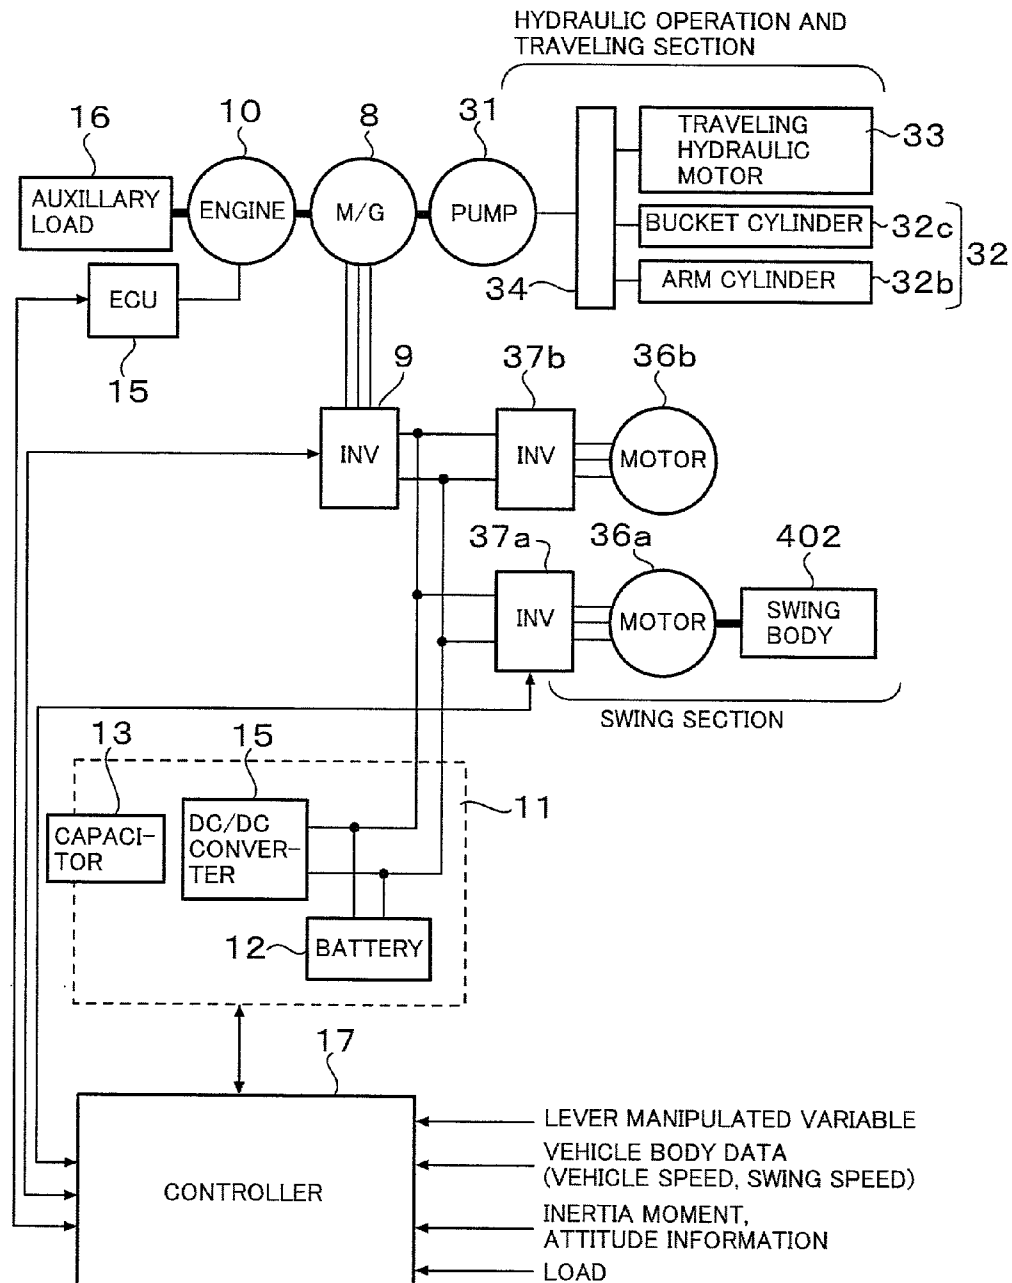 HYDRAULIC OPERATION AND
TRAVELING SECTION
16
10
8
31
AUXILLARY
LOAD
ENGINE
M/G
PUMP
TRAVELING
HYDRAULIC
MOTOR
33
BUCKET CYLINDER
32c
32
ARM CYLINDER
32b
34
ECU
15
9
37b
36b
INV
INV
MOTOR
37a
36a
402
INV
MOTOR
SWING
BODY
SWING SECTION
13
15
11
CAPACI-
TOR
DC/DC
CONVER-
TER
12
BATTERY
17
CONTROLLER
LEVER MANIPULATED VARIABLE
VEHICLE BODY DATA
(VEHICLE SPEED, SWING SPEED)
INERTIA MOMENT,
ATTITUDE INFORMATION
LOAD